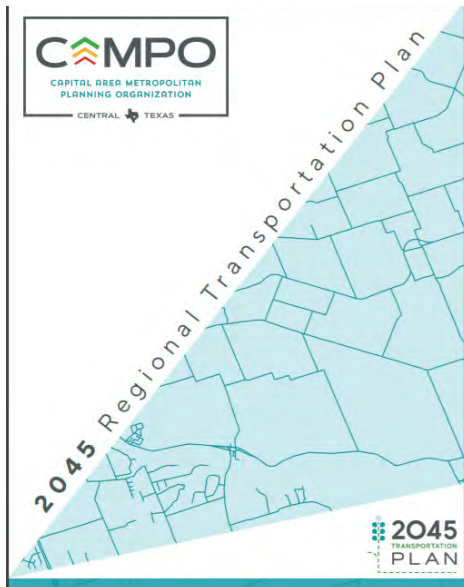 CAMPO
CAPITAL AREA METROPOLITAN
PLANNING ORGANIZATION
CENTRAL TEXAS
2045 Regional Transportation Plan
2045
TRANSPORTATION
PLAN